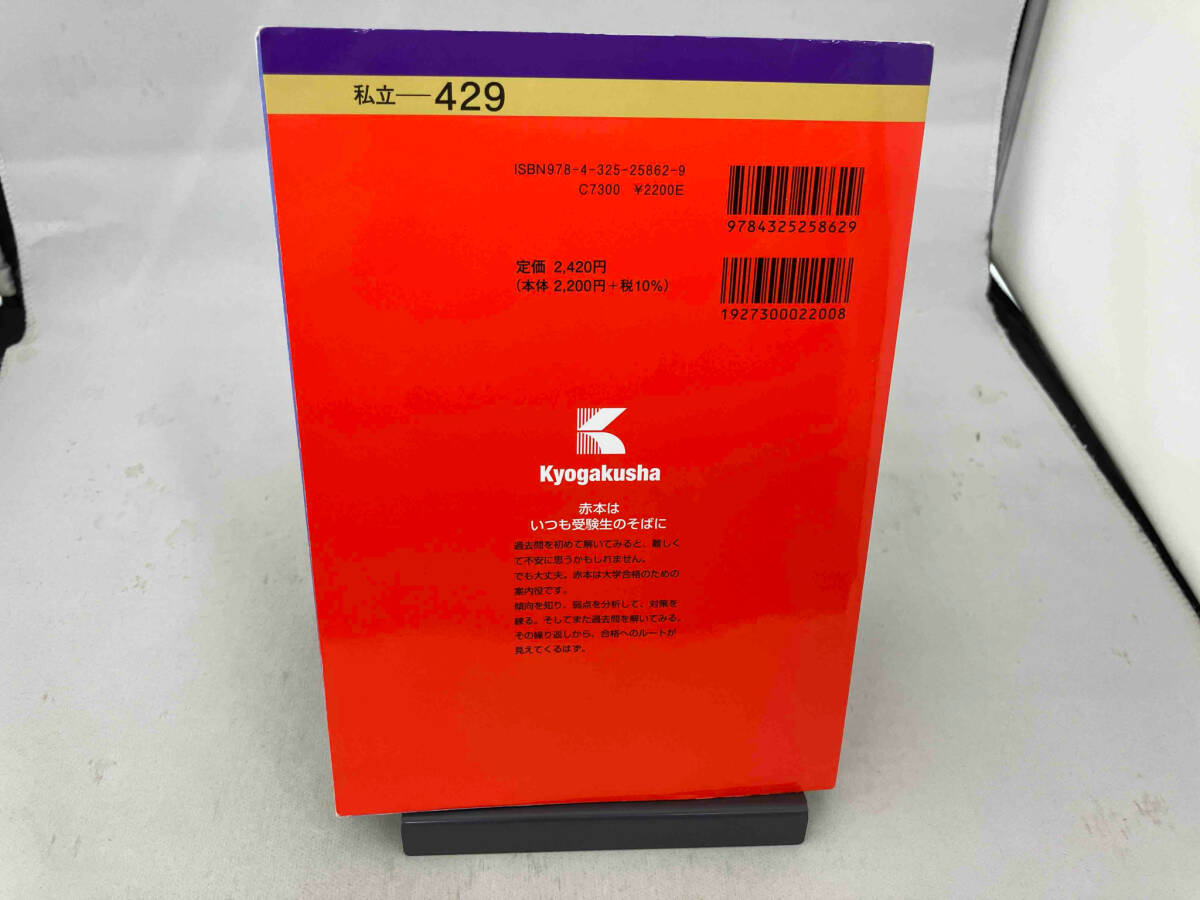 私立―429
ISBN978-4-325-25862-9
C7300 ¥2200E
9784325258629
定価 2,420円
(本体 2,200円+税10%)
1927300022008
Kyogakusha
赤本は
いつも受験生のそばに
過去問を初めて解いてみると、難しく
て不安に思うかもしれません。
でも大丈夫。赤本は大学合格のための
案内役です。
傾向を知り、弱点を分析して、対策を
練る。そしてまた過去問を解いてみる。
その繰り返しから、合格へのルートが
見えてくるはず。